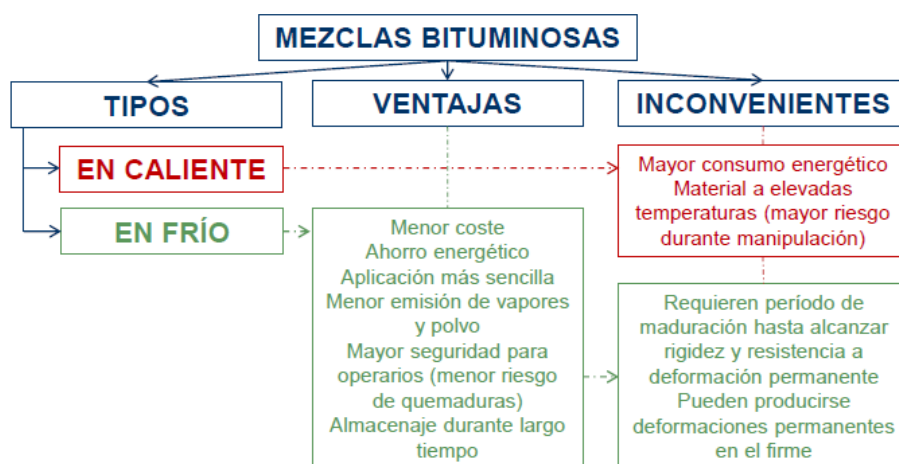 MEZCLAS BITUMINOSAS
TIPOS
VENTAJAS
INCONVENIENTES
EN CALIENTE
Mayor consumo energético
Material a elevadas
temperaturas (mayor riesgo
durante manipulación)
EN FRÍO
Menor coste
Ahorro energético
Aplicación más sencilla
Menor emisión de vapores
y polvo
Mayor seguridad para
operarios (menor riesgo
de quemaduras)
Almacenaje durante largo
tiempo
Requieren período de
maduración hasta alcanzar
rigidez y resistencia a
deformación permanente
Pueden producirse
deformaciones permanentes
en el firme